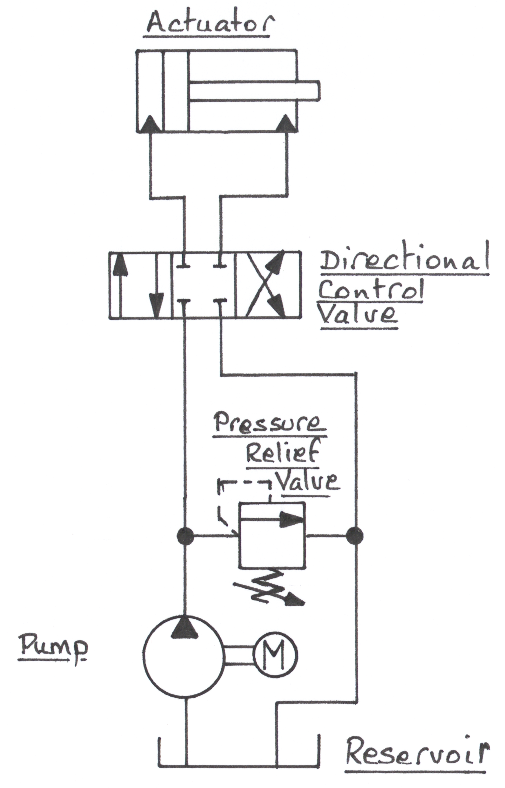 Actuator
Directional
Control
Valve
Pressure
Relief
Valve
Pump
M
Reservoir